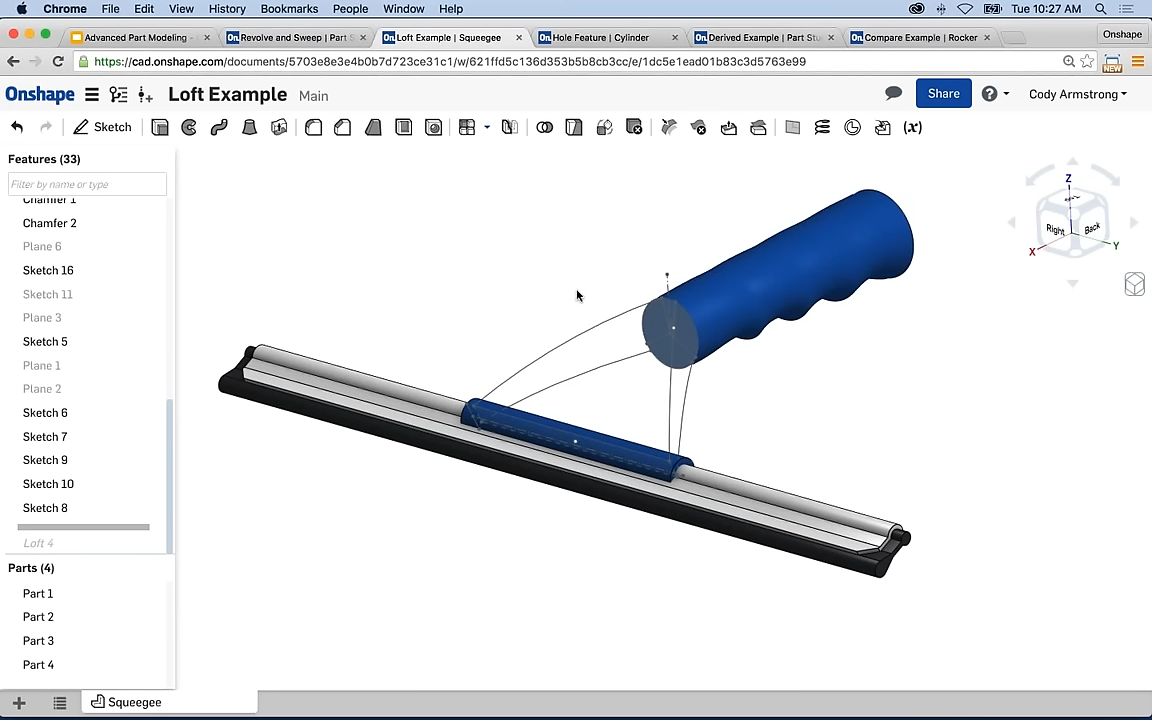 Chrome File Edit View History Bookmarks People Window Help Tue 10:27 AM
Advanced Part Modeling - Revolve and Sweep | Part S Loft Example | Squeegee Hole Feature | Cylinder Derived Example | Part Stu Compare Example | Rocker Onshape
https://cad.onshape.com/documents/5703e8e3e4b0b7d723ce31c1/w/621ffd5c136d353b5b8cb3cc/e/1dc5e1ead01b83c3d5763e99 NEW
Onshape Loft Example Main Share Cody Armstrong
Sketch (x)
Features (33)
Filter by name or type
Chamfer 1
Chamfer 2
Plane 6
Sketch 16
Sketch 11
Plane 3
Sketch 5
Plane 1
Plane 2
Sketch 6
Sketch 7
Sketch 9
Sketch 10
Sketch 8
Loft 4
Parts (4)
Part 1
Part 2
Part 3
Part 4
Z
Right Back
X Y
Squeegee